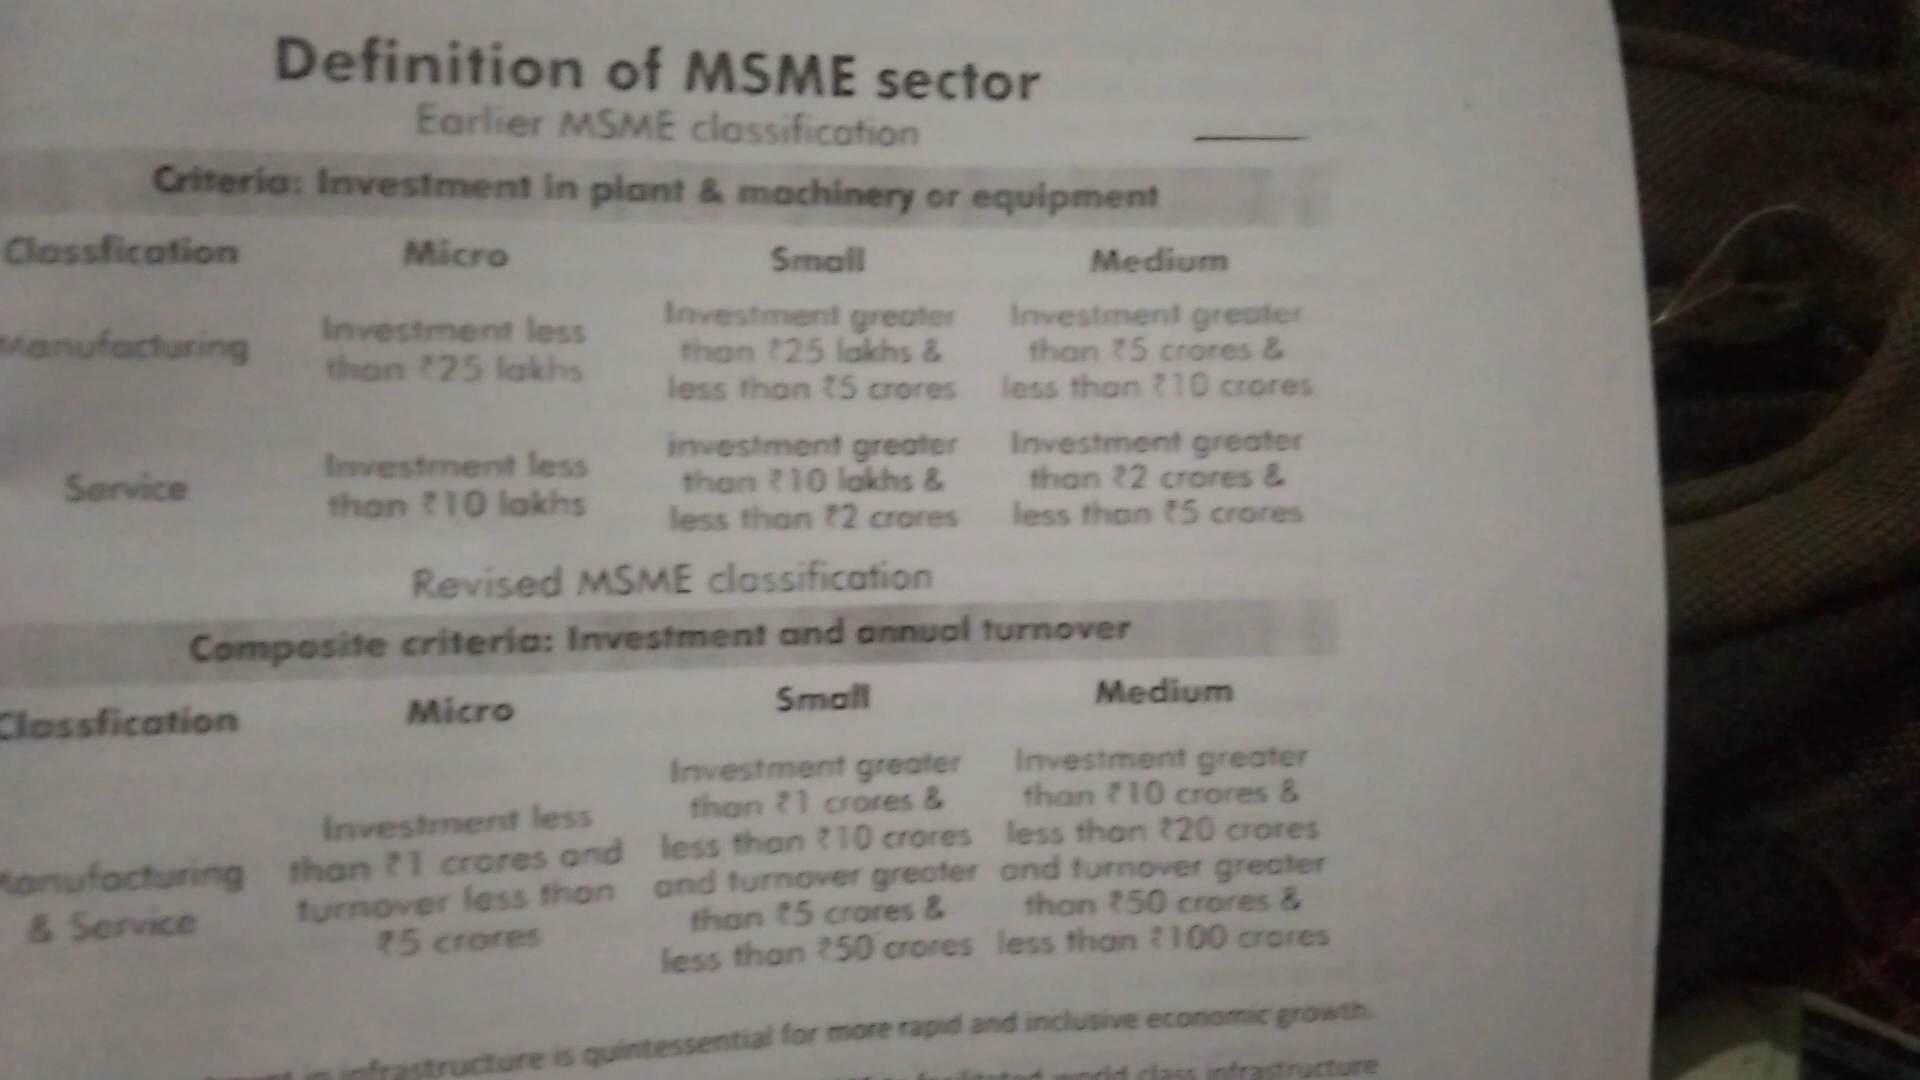 Definition of MSME sector
Earlier MSME classification
Criteria: Investment in plant & machinery or equipment
Classfication Micro Small Medium
Manufacturing
Investment less
than ₹25 lakhs
Investment greater
than ₹25 lakhs &
less than ₹5 crores
Investment greater
than ₹5 crores &
less than ₹10 crores
Service
Investment less
than ₹10 lakhs
investment greater
than ₹10 lakhs &
less than ₹2 crores
Investment greater
than ₹2 crores &
less than ₹5 crores
Revised MSME classification
Composite criteria: Investment and annual turnover
Classfication Micro Small Medium
Manufacturing
& Service
Investment less
than ₹1 crores and
turnover less than
₹5 crores
Investment greater
than ₹1 crores &
less than ₹10 crores
and turnover greater
than ₹5 crores &
less than ₹50 crores
Investment greater
than ₹10 crores &
less than ₹20 crores
and turnover greater
than ₹50 crores &
less than ₹100 crores
in infrastructure is quintessential for more rapid and inclusive economic growth.
facilitated world class infrastructure